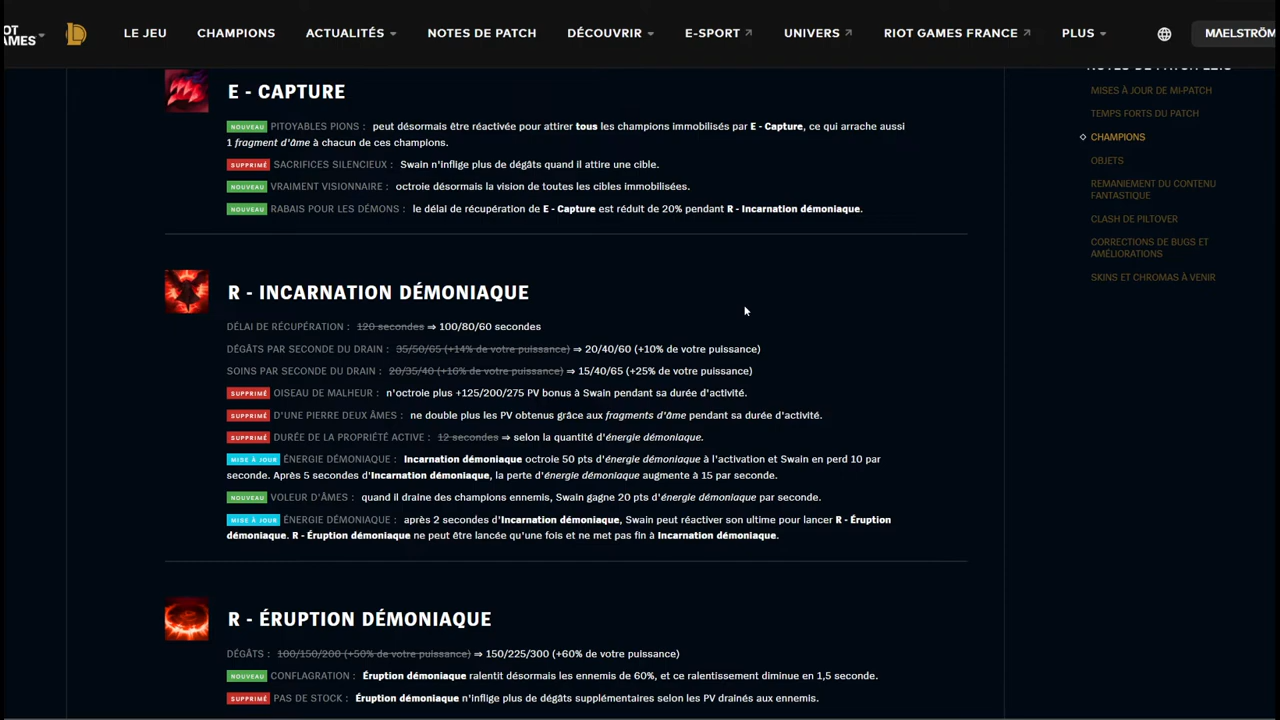 LE JEU
CHAMPIONS
ACTUALITÉS
NOTES DE PATCH
DÉCOUVRIR
E-SPORT
UNIVERS
RIOT GAMES FRANCE
PLUS
MAELSTRÖM
E - CAPTURE
NOUVEAU PITOYABLES PIONS : peut désormais être réactivée pour attirer tous les champions immobilisés par E - Capture, ce qui arrache aussi
1 fragment d'âme à chacun de ces champions.
SUPPRIMÉ SACRIFICES SILENCIEUX : Swain n'inflige plus de dégâts quand il attire une cible.
NOUVEAU VRAIMENT VISIONNAIRE : octroie désormais la vision de toutes les cibles immobilisées.
NOUVEAU RABAIS POUR LES DÉMONS : le délai de récupération de E - Capture est réduit de 20% pendant R - Incarnation démoniaque.
R - INCARNATION DÉMONIAQUE
DÉLAI DE RÉCUPÉRATION : 120 secondes ⇒ 100/80/60 secondes
DÉGÂTS PAR SECONDE DU DRAIN : 35/50/65 (+14% de votre puissance) ⇒ 20/40/60 (+10% de votre puissance)
SOINS PAR SECONDE DU DRAIN : 20/35/40 (+16% de votre puissance) ⇒ 15/40/65 (+25% de votre puissance)
SUPPRIMÉ OISEAU DE MALHEUR : n'octroie plus +125/200/275 PV bonus à Swain pendant sa durée d'activité.
SUPPRIMÉ D'UNE PIERRE DEUX ÂMES : ne double plus les PV obtenus grâce aux fragments d'âme pendant sa durée d'activité.
SUPPRIMÉ DURÉE DE LA PROPRIÉTÉ ACTIVE : 12 secondes ⇒ selon la quantité d'énergie démoniaque.
MISE À JOUR ÉNERGIE DÉMONIAQUE : Incarnation démoniaque octroie 50 pts d'énergie démoniaque à l'activation et Swain en perd 10 par
seconde. Après 5 secondes d'Incarnation démoniaque, la perte d'énergie démoniaque augmente à 15 par seconde.
NOUVEAU VOLEUR D'ÂMES : quand il draine des champions ennemis, Swain gagne 20 pts d'énergie démoniaque par seconde.
MISE À JOUR ÉNERGIE DÉMONIAQUE : après 2 secondes d'Incarnation démoniaque, Swain peut réactiver son ultime pour lancer R - Éruption
démoniaque. R - Éruption démoniaque ne peut être lancée qu'une fois et ne met pas fin à Incarnation démoniaque.
R - ÉRUPTION DÉMONIAQUE
DÉGÂTS : 100/150/200 (+50% de votre puissance) ⇒ 150/225/300 (+60% de votre puissance)
NOUVEAU CONFLAGRATION : Éruption démoniaque ralentit désormais les ennemis de 60%, et ce ralentissement diminue en 1,5 seconde.
SUPPRIMÉ PAS DE STOCK : Éruption démoniaque n'inflige plus de dégâts supplémentaires selon les PV drainés aux ennemis.
MISES À JOUR DE MI-PATCH
TEMPS FORTS DU PATCH
CHAMPIONS
OBJETS
REMANIEMENT DU CONTENU
FANTASTIQUE
CLASH DE PILTOVER
CORRECTIONS DE BUGS ET
AMÉLIORATIONS
SKINS ET CHROMAS À VENIR